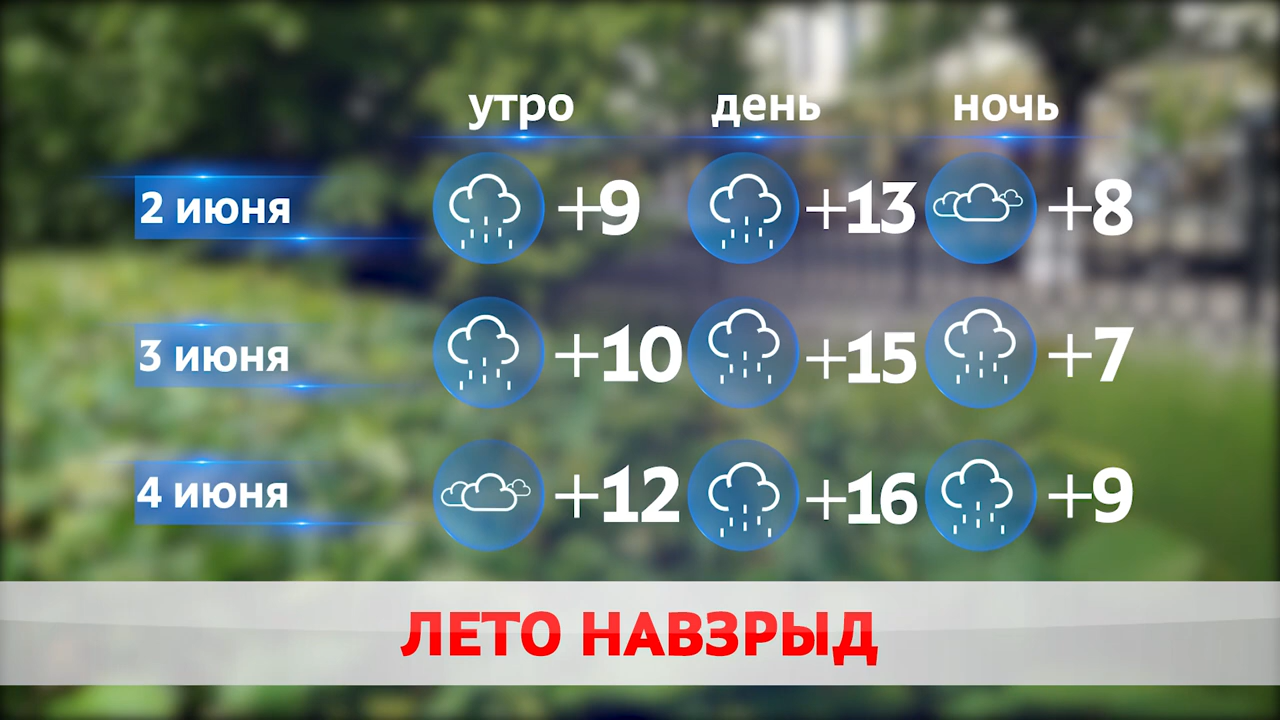 утро день ночь
2 июня +9 +13 +8
3 июня +10 +15 +7
4 июня +12 +16 +9
ЛЕТО НАВЗРЫД